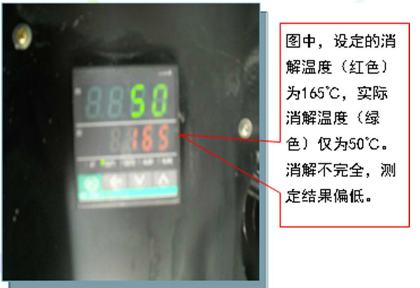 50
165
图中，设定的消
解温度（红色）
为165℃，实际
消解温度（绿
色）仅为50℃。
消解不完全，测
定结果偏低。